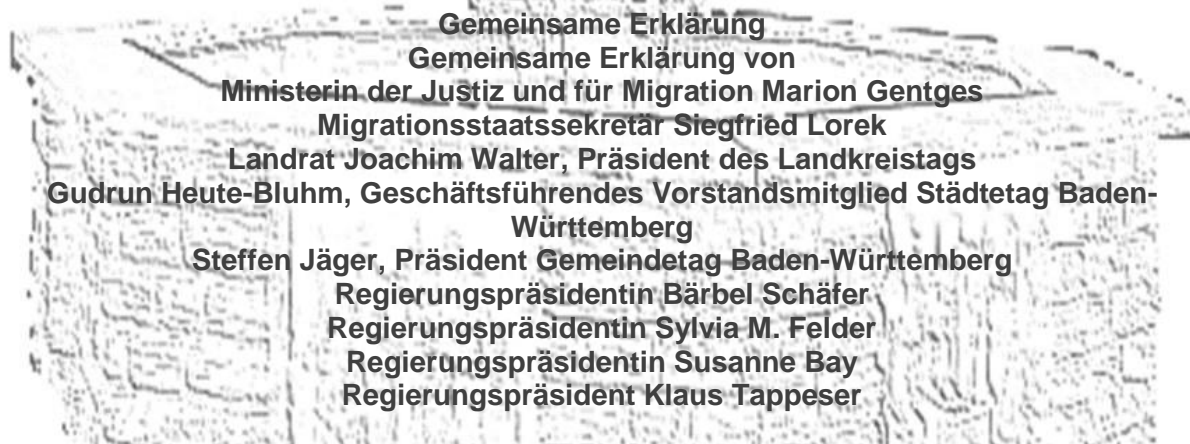 Gemeinsame Erklärung
Gemeinsame Erklärung von
Ministerin der Justiz und für Migration Marion Gentges
Migrationsstaatssekretär Siegfried Lorek
Landrat Joachim Walter, Präsident des Landkreistags
Gudrun Heute-Bluhm, Geschäftsführendes Vorstandsmitglied Städtetag Baden-
Württemberg
Steffen Jäger, Präsident Gemeindetag Baden-Württemberg
Regierungspräsidentin Bärbel Schäfer
Regierungspräsidentin Sylvia M. Felder
Regierungspräsidentin Susanne Bay
Regierungspräsident Klaus Tappeser